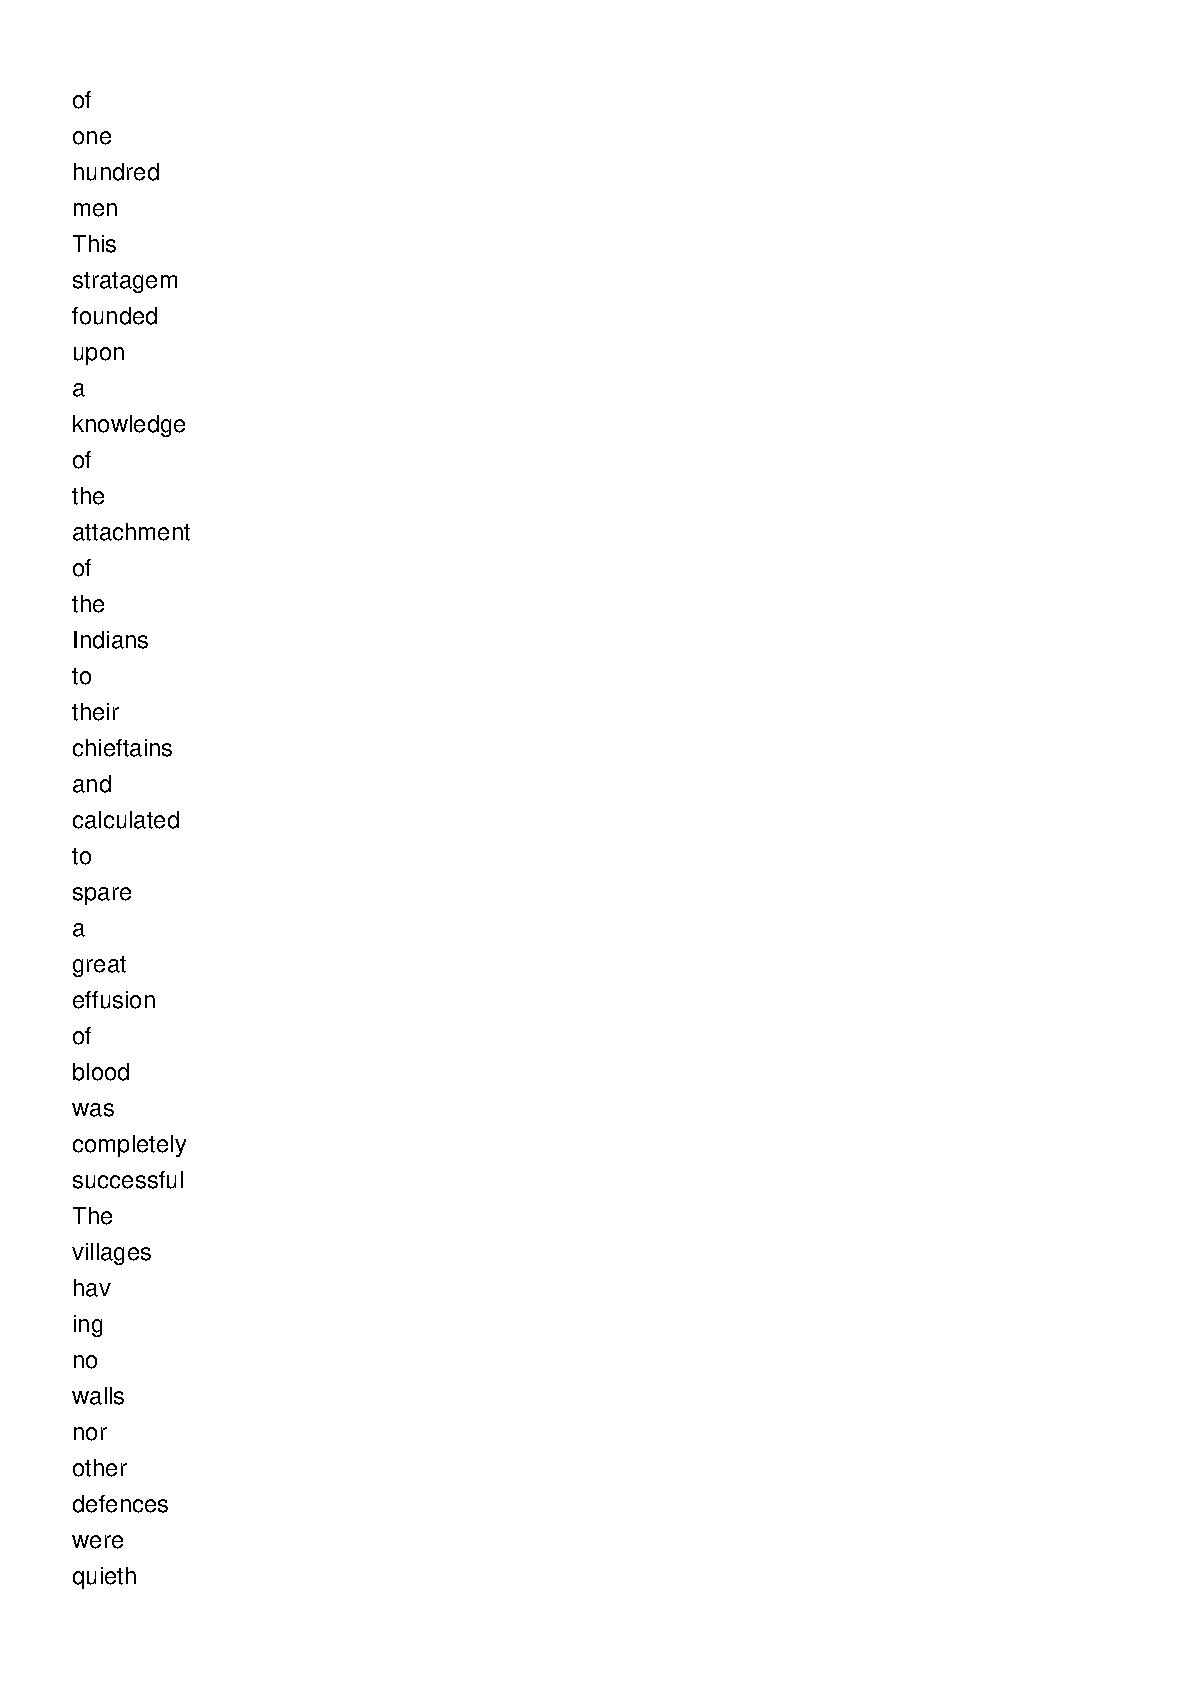 of
one
hundred
men
This
stratagem
founded
upon
a
knowledge
of
the
attachment
of
the
Indians
to
their
chieftains
and
calculated
to
spare
a
great
effusion
of
blood
was
completely
successful
The
villages
hav
ing
no
walls
nor
other
defences
were
quieth